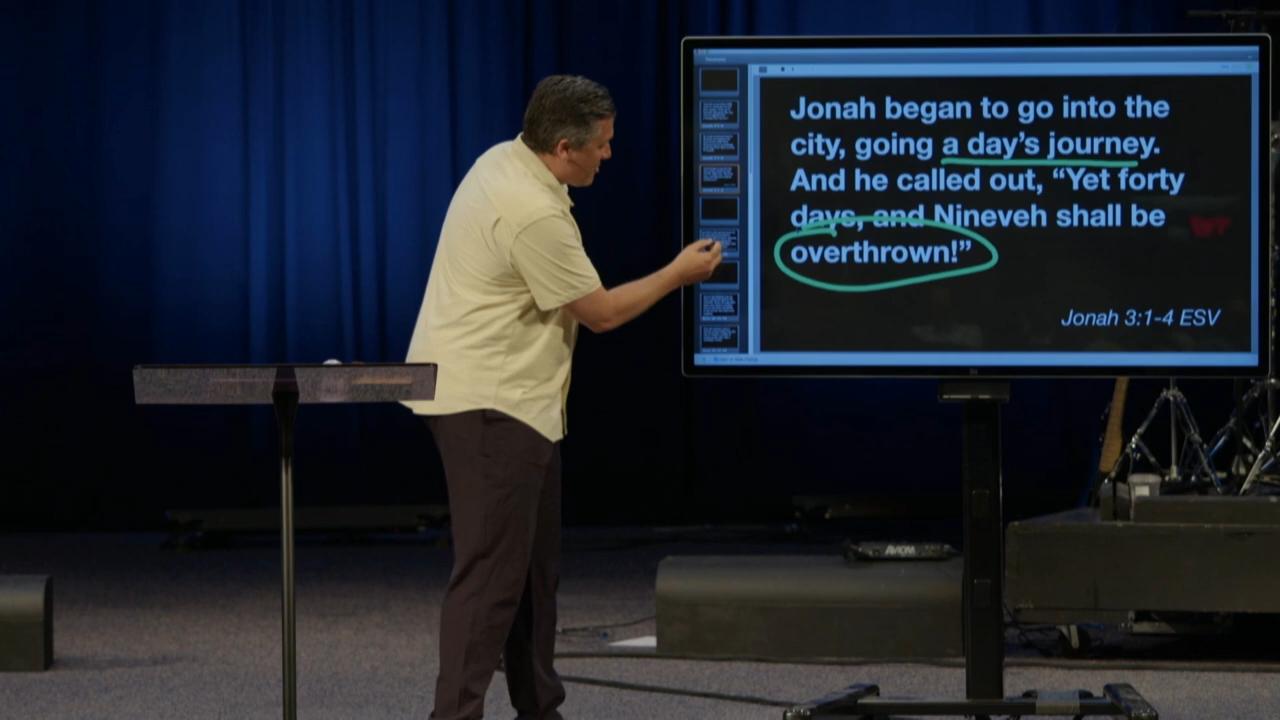 Jonah began to go into the
city, going a day’s journey.
And he called out, “Yet forty
days, and Nineveh shall be
overthrown!”
Jonah 3:1-4 ESV
AVIOM